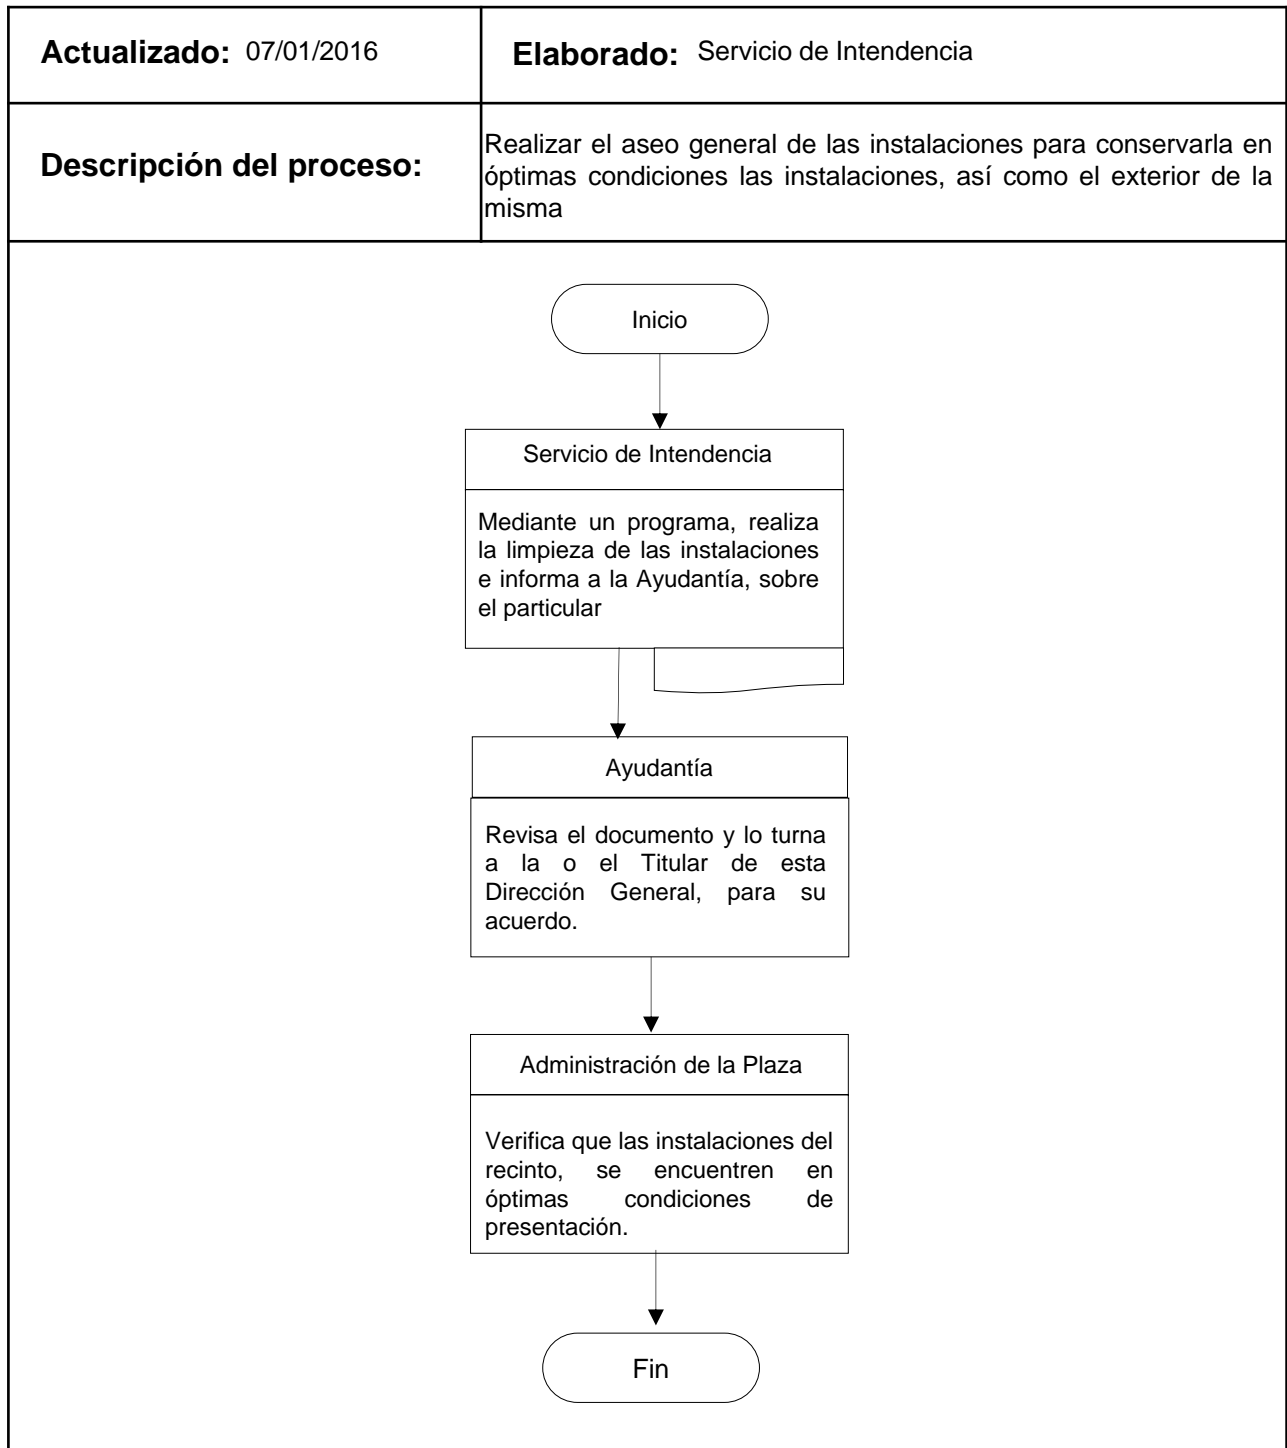 Actualizado: 07/01/2016
Elaborado: Servicio de Intendencia
Descripción del proceso:
Realizar el aseo general de las instalaciones para conservarla en
óptimas condiciones las instalaciones, así como el exterior de la
misma
Inicio
Servicio de Intendencia
Mediante un programa, realiza
la limpieza de las instalaciones
e informa a la Ayudantía, sobre
el particular
Ayudantía
Revisa el documento y lo turna
a la o el Titular de esta
Dirección General, para su
acuerdo.
Administración de la Plaza
Verifica que las instalaciones del
recinto, se encuentren en
óptimas condiciones de
presentación.
Fin